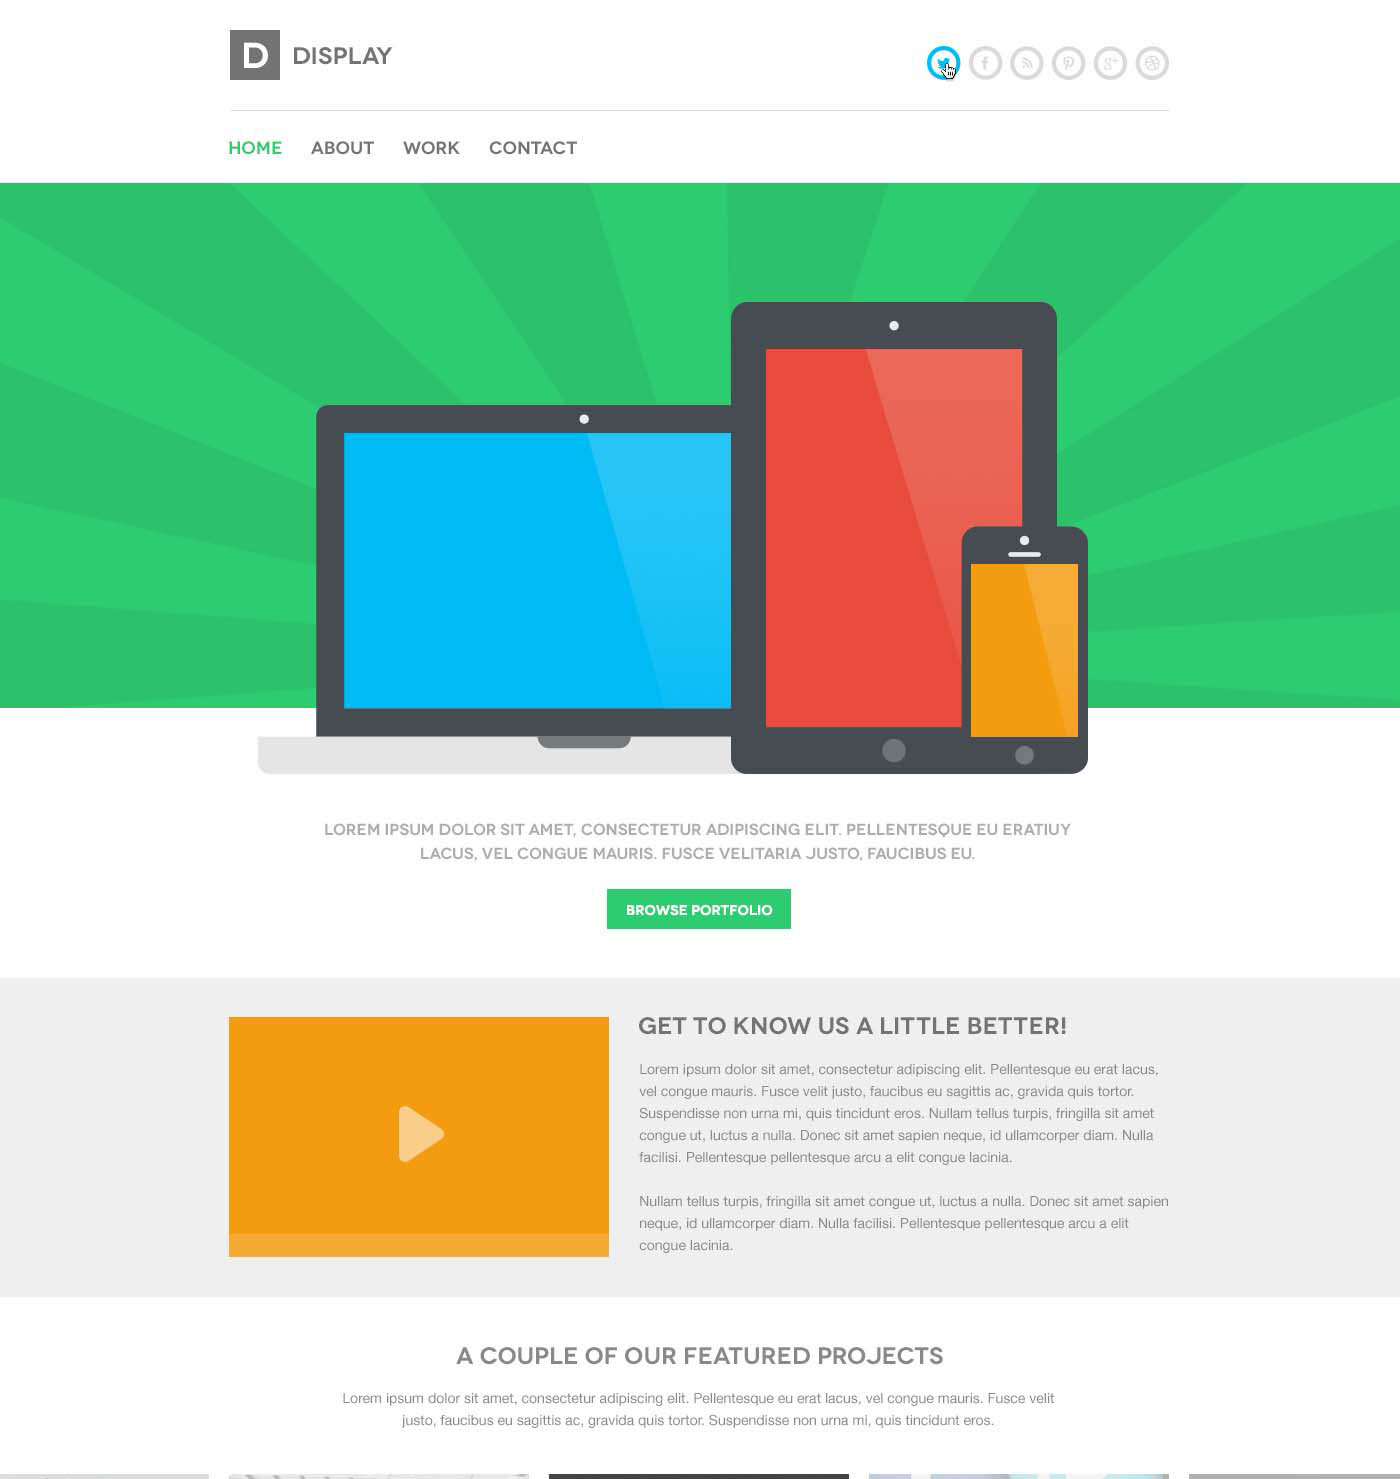 D DISPLAY
HOME ABOUT WORK CONTACT
LOREM IPSUM DOLOR SIT AMET, CONSECTETUR ADIPISCING ELIT. PELLENTESQUE EU ERATIUY
LACUS, VEL CONGUE MAURIS. FUSCE VELITARIA JUSTO, FAUCIBUS EU.
BROWSE PORTFOLIO
GET TO KNOW US A LITTLE BETTER!
Lorem ipsum dolor sit amet, consectetur adipiscing elit. Pellentesque eu erat lacus,
vel congue mauris. Fusce velit justo, faucibus eu sagittis ac, gravida quis tortor.
Suspendisse non urna mi, quis tincidunt eros. Nullam tellus turpis, fringilla sit amet
congue ut, luctus a nulla. Donec sit amet sapien neque, id ullamcorper diam. Nulla
facilisi. Pellentesque pellentesque arcu a elit congue lacinia.
Nullam tellus turpis, fringilla sit amet congue ut, luctus a nulla. Donec sit amet sapien
neque, id ullamcorper diam. Nulla facilisi. Pellentesque pellentesque arcu a elit
congue lacinia.
A COUPLE OF OUR FEATURED PROJECTS
Lorem ipsum dolor sit amet, consectetur adipiscing elit. Pellentesque eu erat lacus, vel congue mauris. Fusce velit
justo, faucibus eu sagittis ac, gravida quis tortor. Suspendisse non urna mi, quis tincidunt eros.